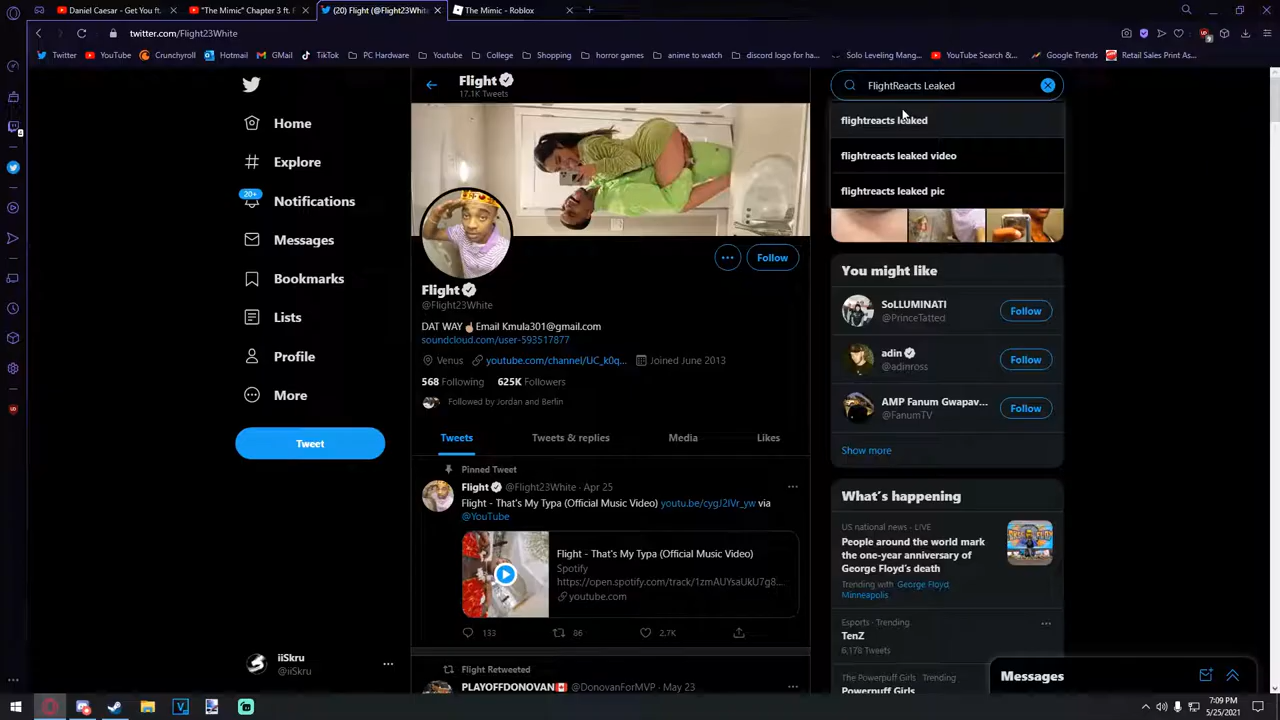 Daniel Caesar - Get You ft.
"The Mimic" Chapter 3 ft. F
(20) Flight (@Flight23White
The Mimic - Roblox
twitter.com/Flight23White
Twitter
YouTube
Crunchyroll
Hotmail
GMail
TikTok
PC Hardware
Youtube
College
Shopping
horror games
anime to watch
discord logo for ha...
Solo Leveling Mang...
YouTube Search &...
Google Trends
Retail Sales Print As...
Home
Explore
20+
Notifications
Messages
Bookmarks
Lists
Profile
More
Tweet
iiSkru
@iiSkru
Flight
17.1K Tweets
Follow
Flight
@Flight23White
DAT WAY Email Kmula301@gmail.com
soundcloud.com/user-593517877
Venus youtube.com/channel/UC_k0q... Joined June 2013
568 Following 625K Followers
Followed by Jordan and Berlin
Tweets Tweets & replies Media Likes
Pinned Tweet
Flight @Flight23White · Apr 25
Flight - That's My Typa (Official Music Video) youtu.be/cygJ2IVr_yw via
@YouTube
Flight - That's My Typa (Official Music Video)
Spotify
https://open.spotify.com/track/1zmAUYsaUkU7g8...
youtube.com
133 86 2.7K
Flight Retweeted
PLAYOFFDONOVAN @DonovanForMVP · May 23
FlightReacts Leaked
flightreacts leaked
flightreacts leaked video
flightreacts leaked pic
You might like
SoLLUMINATI
@PrinceTatted
Follow
adin
@adinross
Follow
AMP Fanum Gwapav...
@FanumTV
Follow
Show more
What's happening
US national news · LIVE
People around the world mark
the one-year anniversary of
George Floyd's death
Trending with George Floyd,
Minneapolis
Esports · Trending
TenZ
6,178 Tweets
The Powerpuff Girls · Trending
Powerpuff Girls
Messages
7:09 PM
5/25/2021